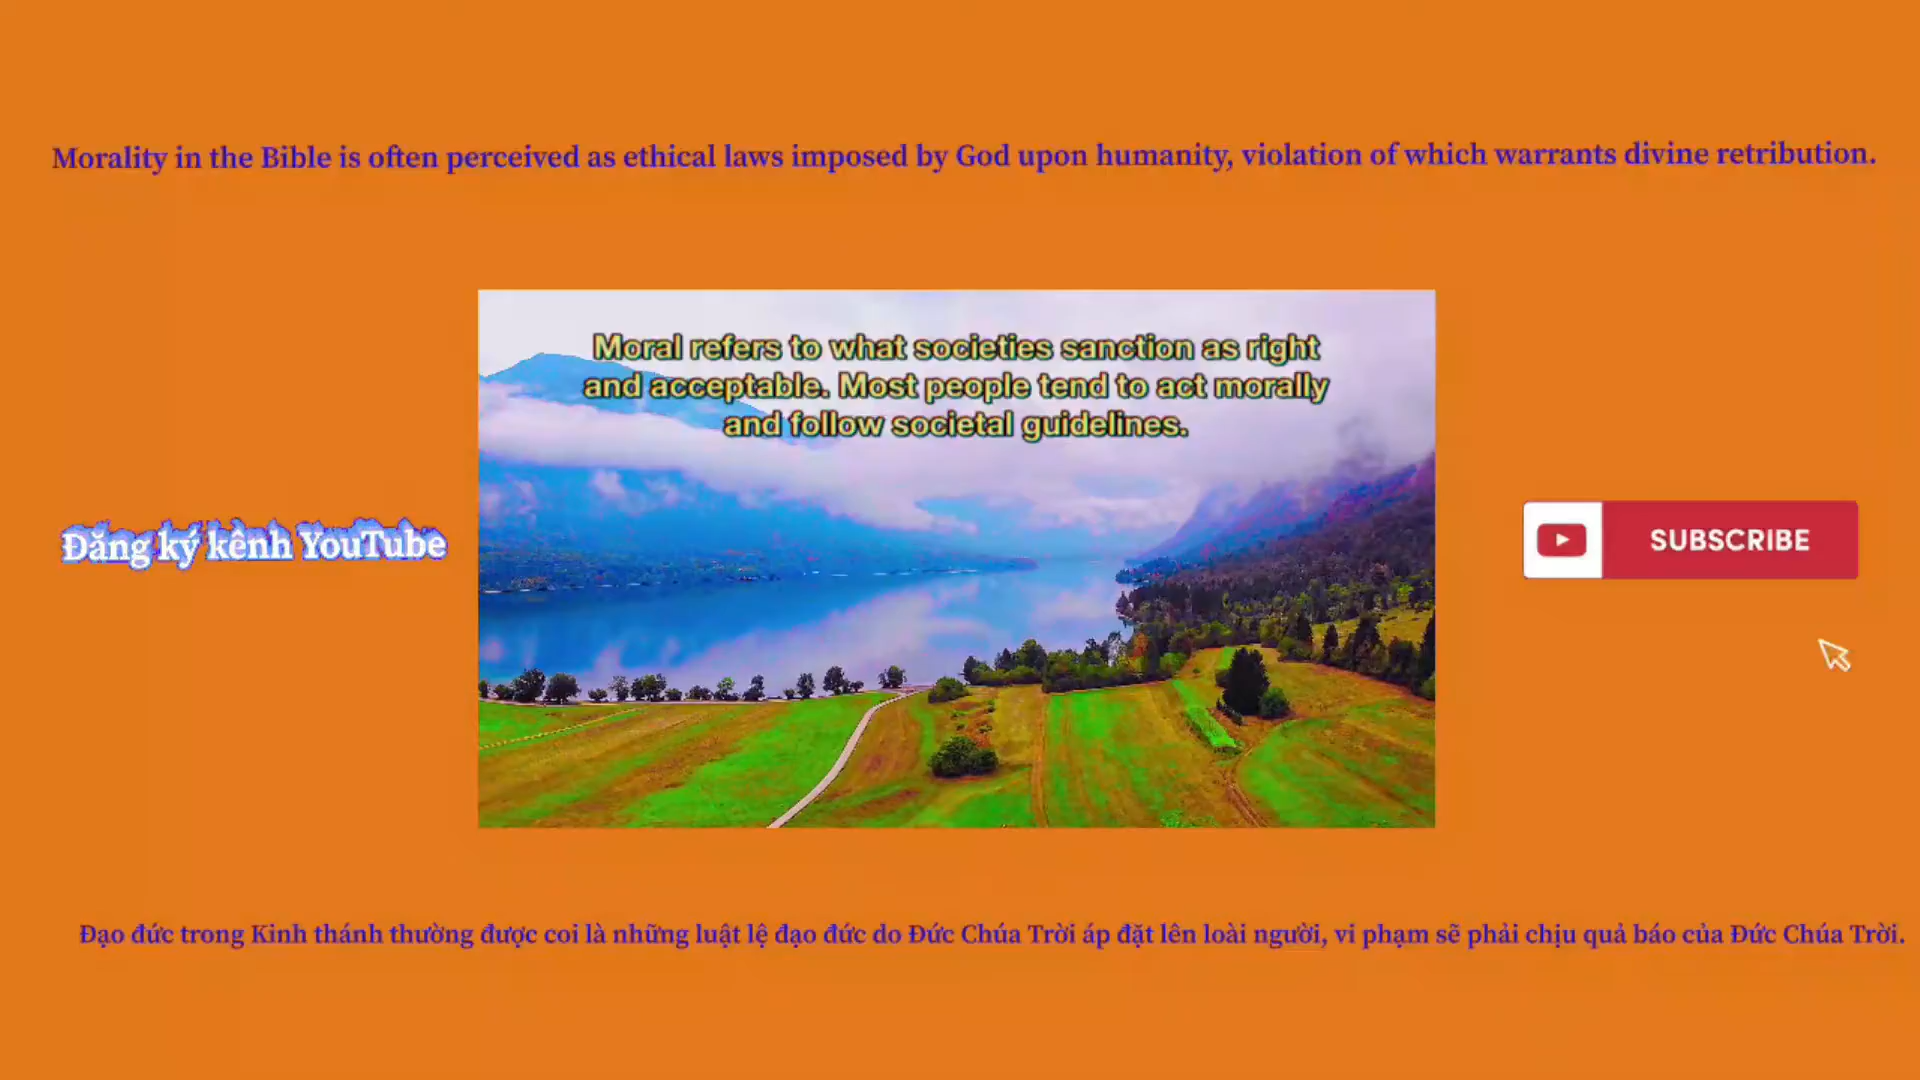 Morality in the Bible is often perceived as ethical laws imposed by God upon humanity, violation of which warrants divine retribution.
Moral refers to what societies sanction as right
and acceptable. Most people tend to act morally
and follow societal guidelines.
Đăng ký kênh YouTube
SUBSCRIBE
Đạo đức trong Kinh thánh thường được coi là những luật lệ đạo đức do Đức Chúa Trời áp đặt lên loài người, vi phạm sẽ phải chịu quả báo của Đức Chúa Trời.